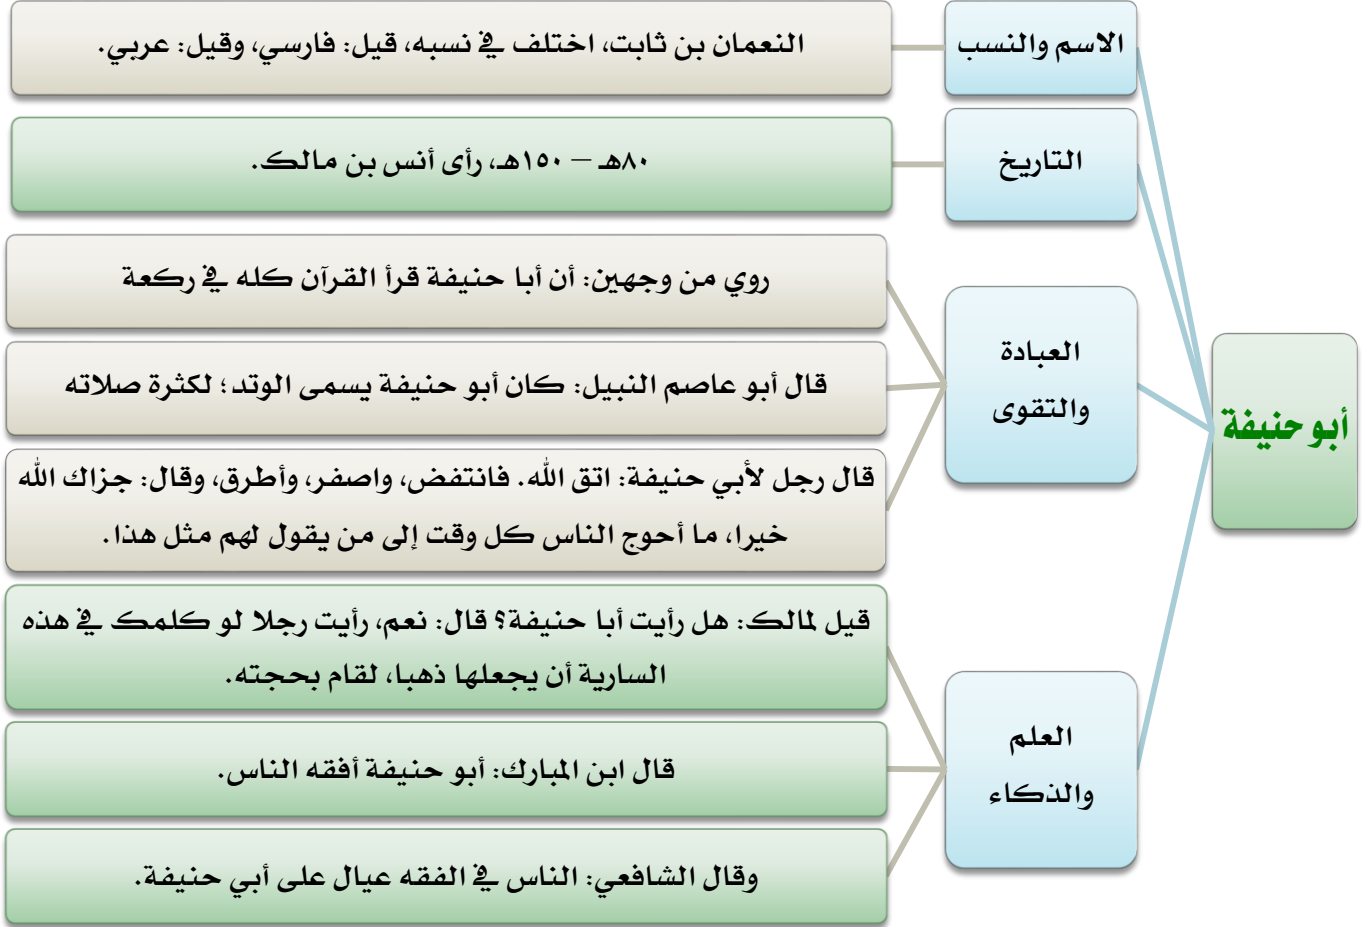 أبو حنيفة
الاسم والنسب
النعمان بن ثابت، اختلف في نسبه، قيل: فارسي، وقيل: عربي.
التاريخ
٨٠هـ – ١٥٠هـ، رأى أنس بن مالك.
العبادة
والتقوى
روي من وجهين: أن أبا حنيفة قرأ القرآن كله في ركعة
قال أبو عاصم النبيل: كان أبو حنيفة يسمى الوتد؛ لكثرة صلاته
قال رجل لأبي حنيفة: اتق الله. فانتفض، واصفر، وأطرق، وقال: جزاك الله
خيرا، ما أحوج الناس كل وقت إلى من يقول لهم مثل هذا.
العلم
والذكاء
قيل لمالك: هل رأيت أبا حنيفة؟ قال: نعم، رأيت رجلا لو كلمك في هذه
السارية أن يجعلها ذهبا، لقام بحجته.
قال ابن المبارك: أبو حنيفة أفقه الناس.
وقال الشافعي: الناس في الفقه عيال على أبي حنيفة.